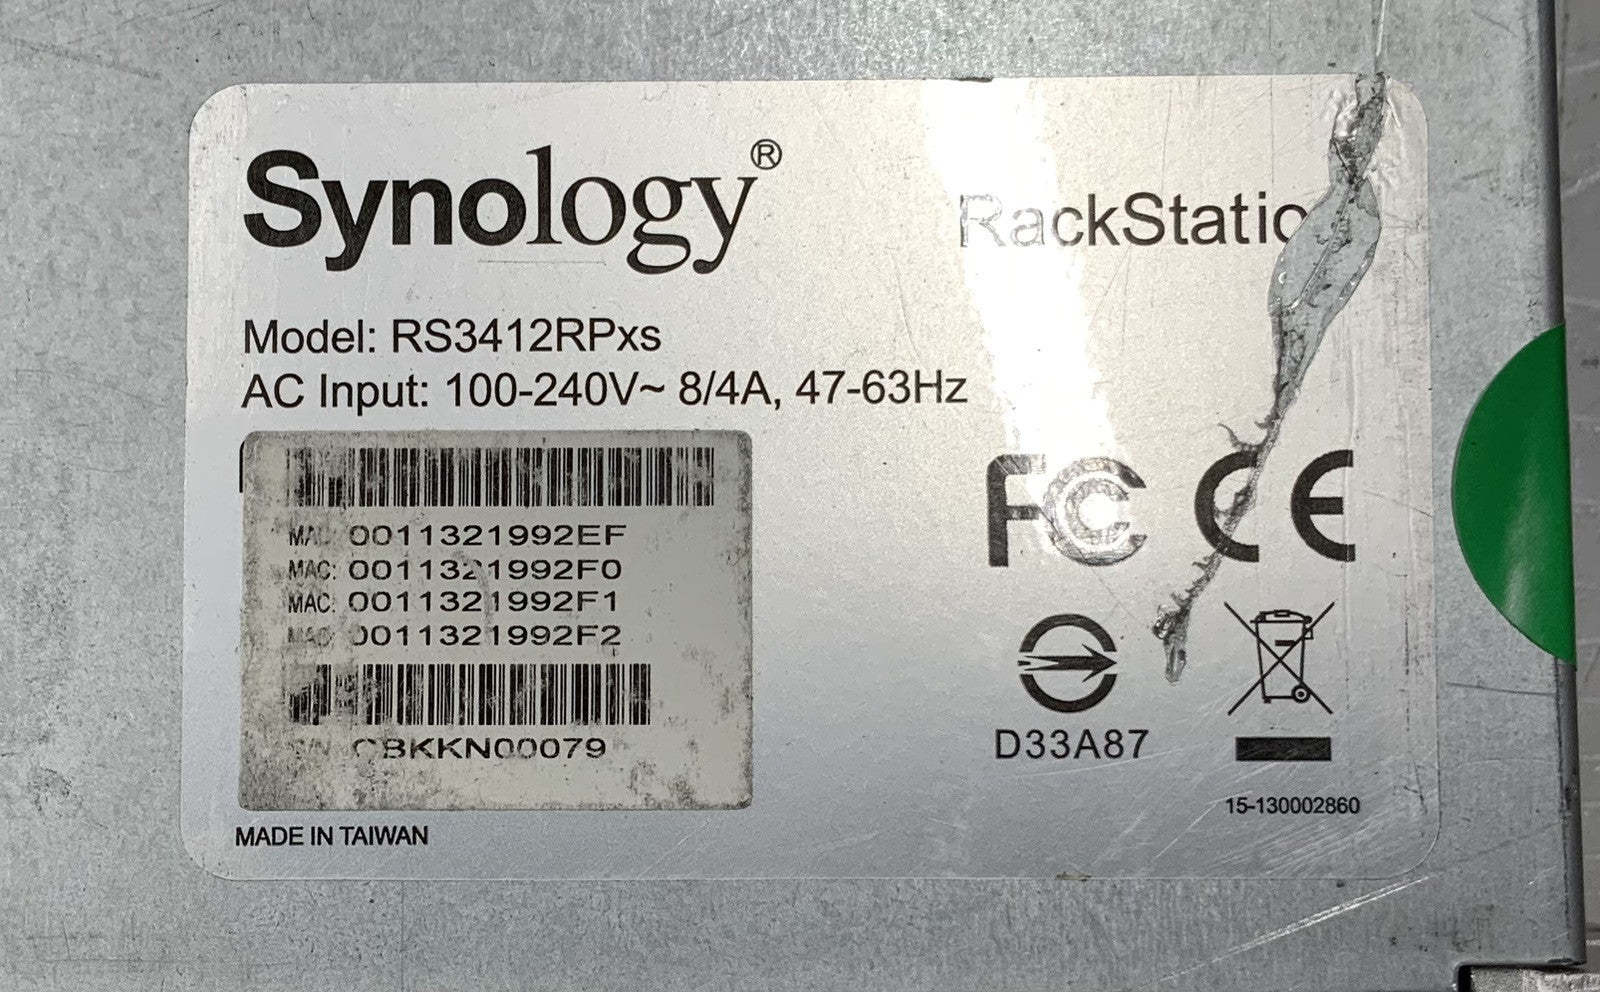 Synology®
RackStatio
Model: RS3412RPxs
AC Input: 100-240V~ 8/4A, 47-63Hz
MAC: 0011321992EF
MAC: 0011321992F0
MAC: 0011321992F1
MAC: 0011321992F2
S/N: CBKKN00079
FC CE
D33A87
15-130002860
MADE IN TAIWAN